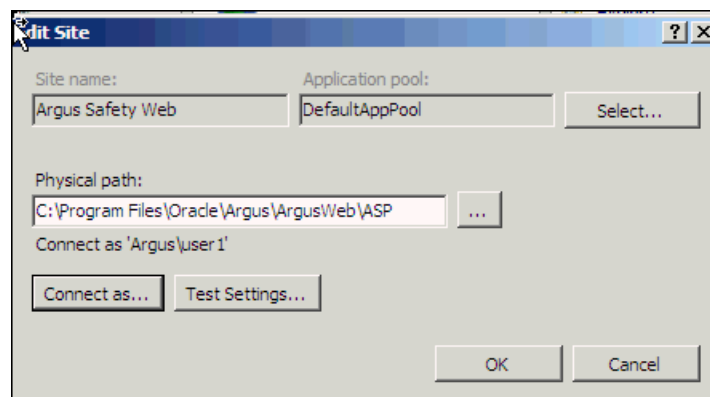 dit Site
Site name:
Application pool:
Argus Safety Web
DefaultAppPool
Select...
Physical path:
C:\Program Files\Oracle\Argus\ArgusWeb\ASP
...
Connect as 'Argus\user1'
Connect as...
Test Settings...
OK
Cancel